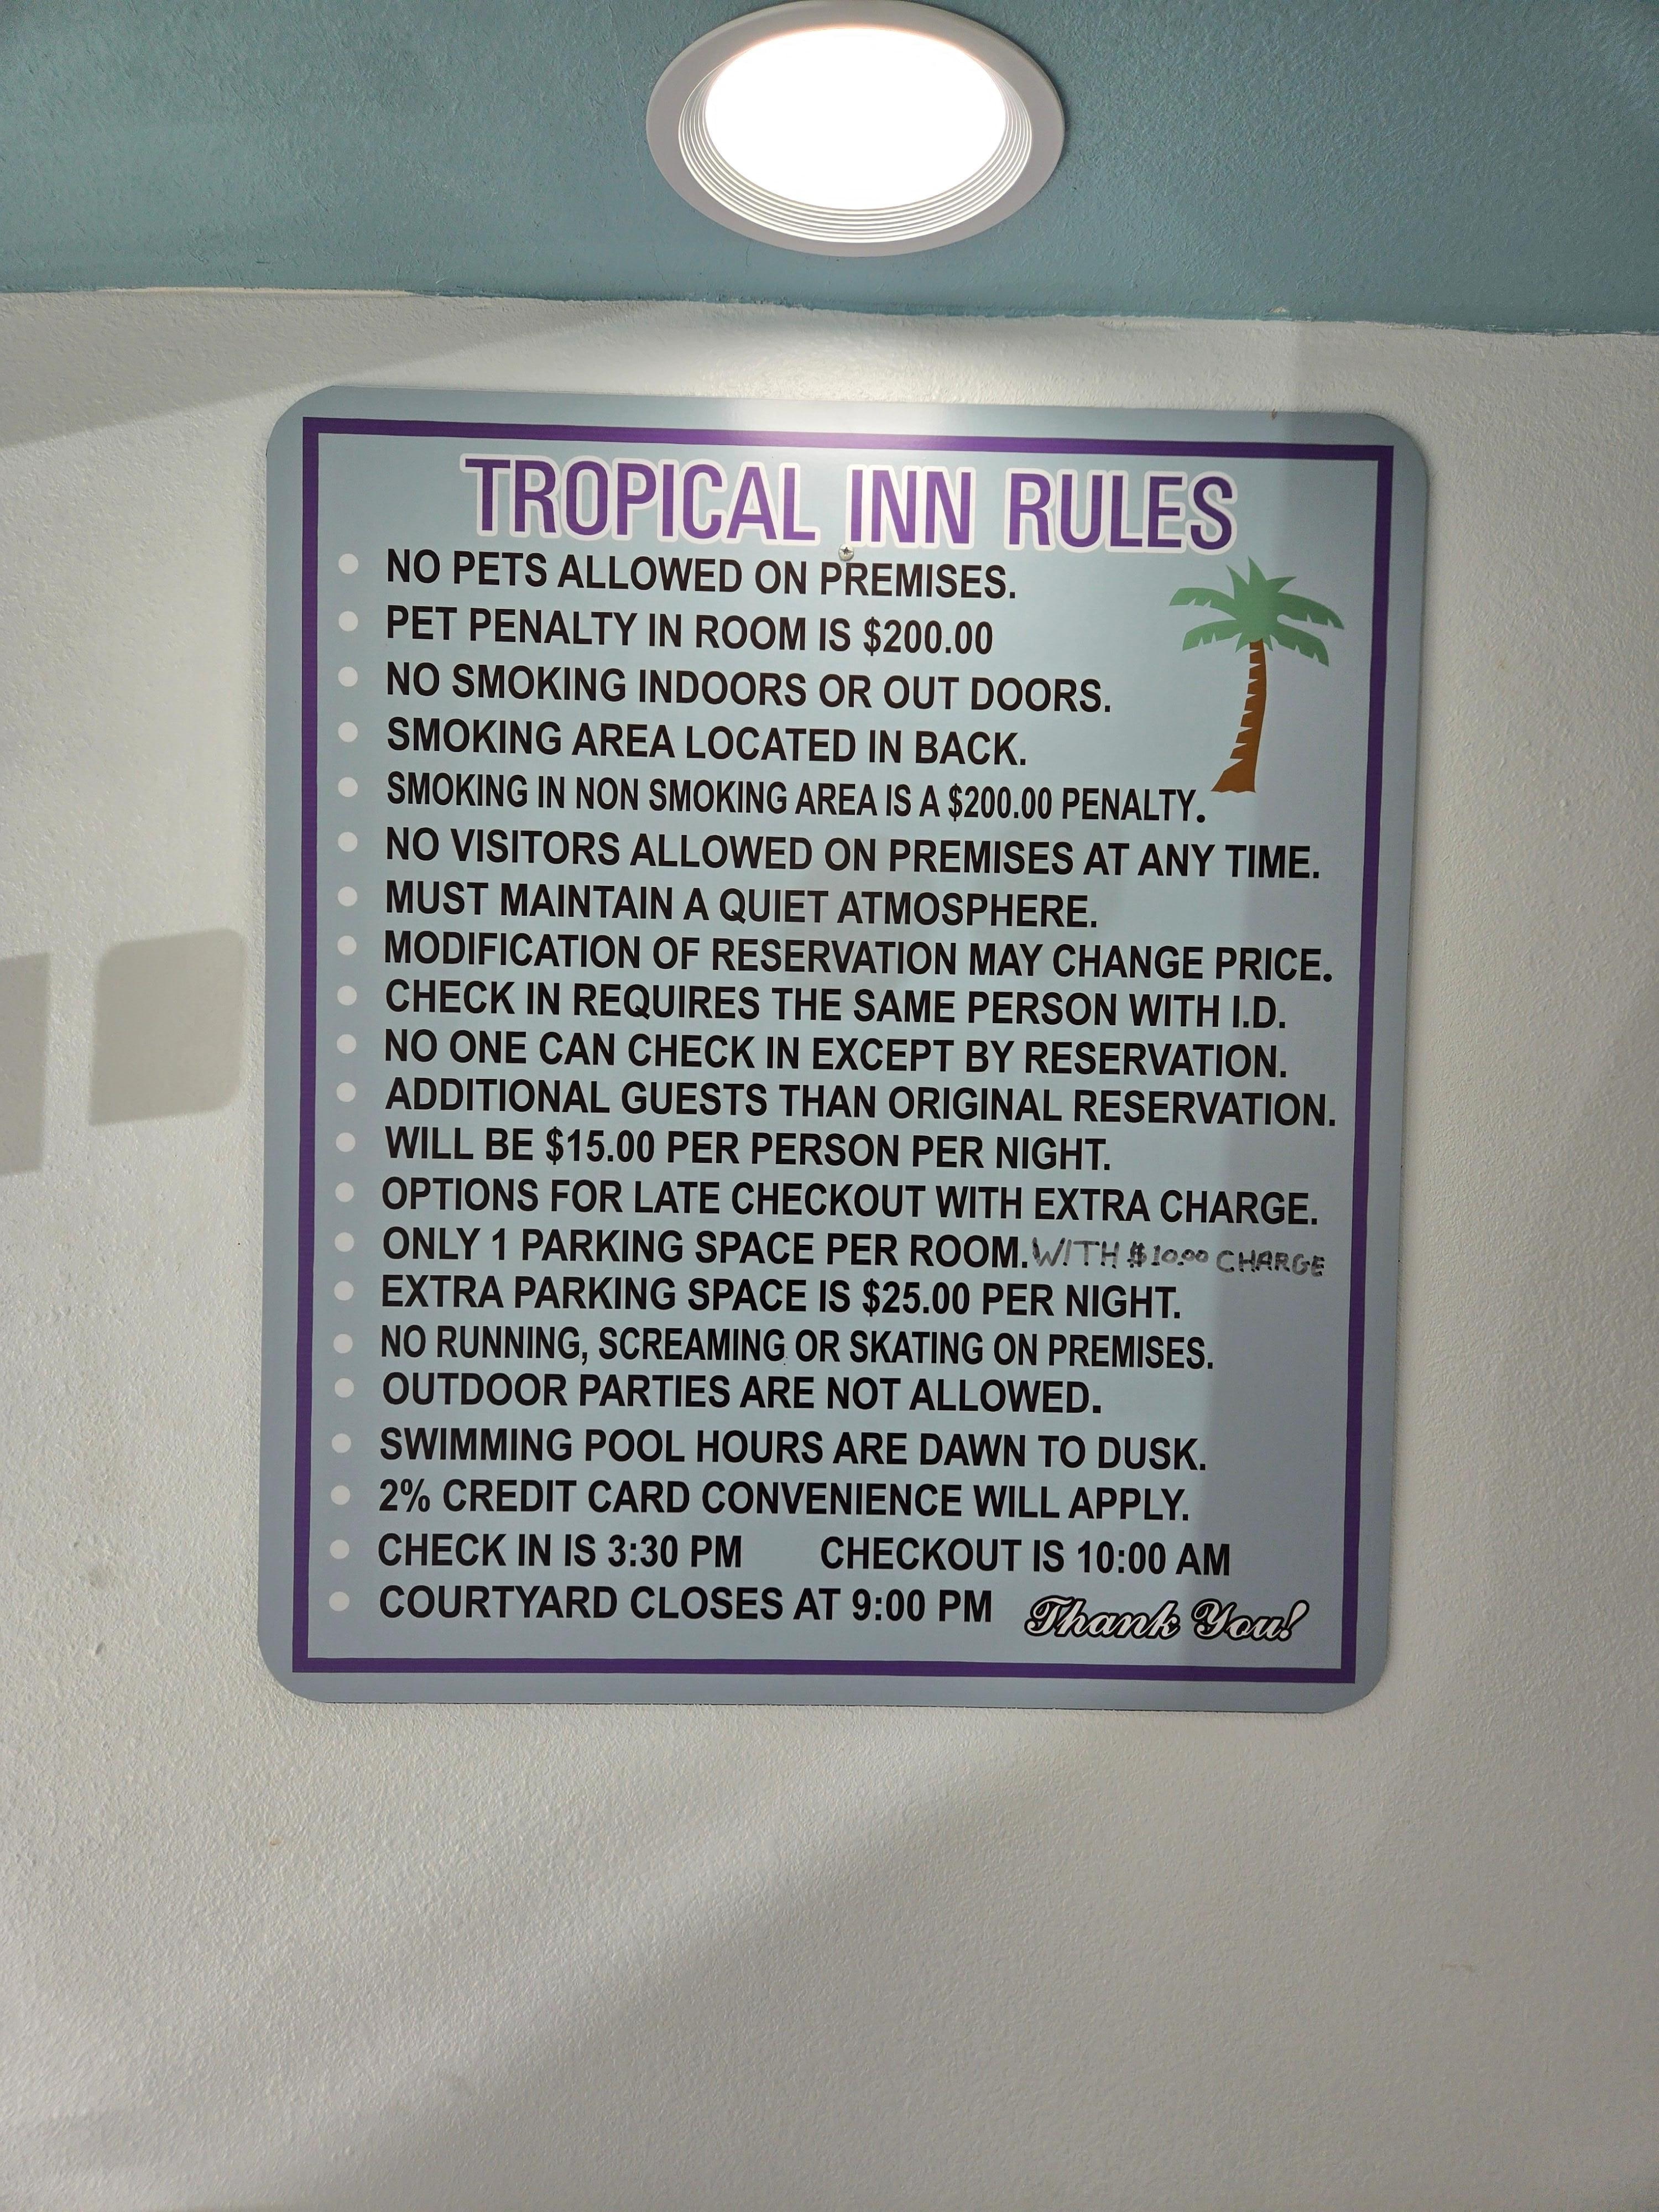 TROPICAL INN RULES
NO PETS ALLOWED ON PREMISES.
PET PENALTY IN ROOM IS $200.00
NO SMOKING INDOORS OR OUT DOORS.
SMOKING AREA LOCATED IN BACK.
SMOKING IN NON SMOKING AREA IS A $200.00 PENALTY.
NO VISITORS ALLOWED ON PREMISES AT ANY TIME.
MUST MAINTAIN A QUIET ATMOSPHERE.
MODIFICATION OF RESERVATION MAY CHANGE PRICE.
CHECK IN REQUIRES THE SAME PERSON WITH I.D.
NO ONE CAN CHECK IN EXCEPT BY RESERVATION.
ADDITIONAL GUESTS THAN ORIGINAL RESERVATION.
WILL BE $15.00 PER PERSON PER NIGHT.
OPTIONS FOR LATE CHECKOUT WITH EXTRA CHARGE.
ONLY 1 PARKING SPACE PER ROOM. WITH $10.00 CHARGE
EXTRA PARKING SPACE IS $25.00 PER NIGHT.
NO RUNNING, SCREAMING OR SKATING ON PREMISES.
OUTDOOR PARTIES ARE NOT ALLOWED.
SWIMMING POOL HOURS ARE DAWN TO DUSK.
2% CREDIT CARD CONVENIENCE WILL APPLY.
CHECK IN IS 3:30 PM CHECKOUT IS 10:00 AM
COURTYARD CLOSES AT 9:00 PM Thank You!